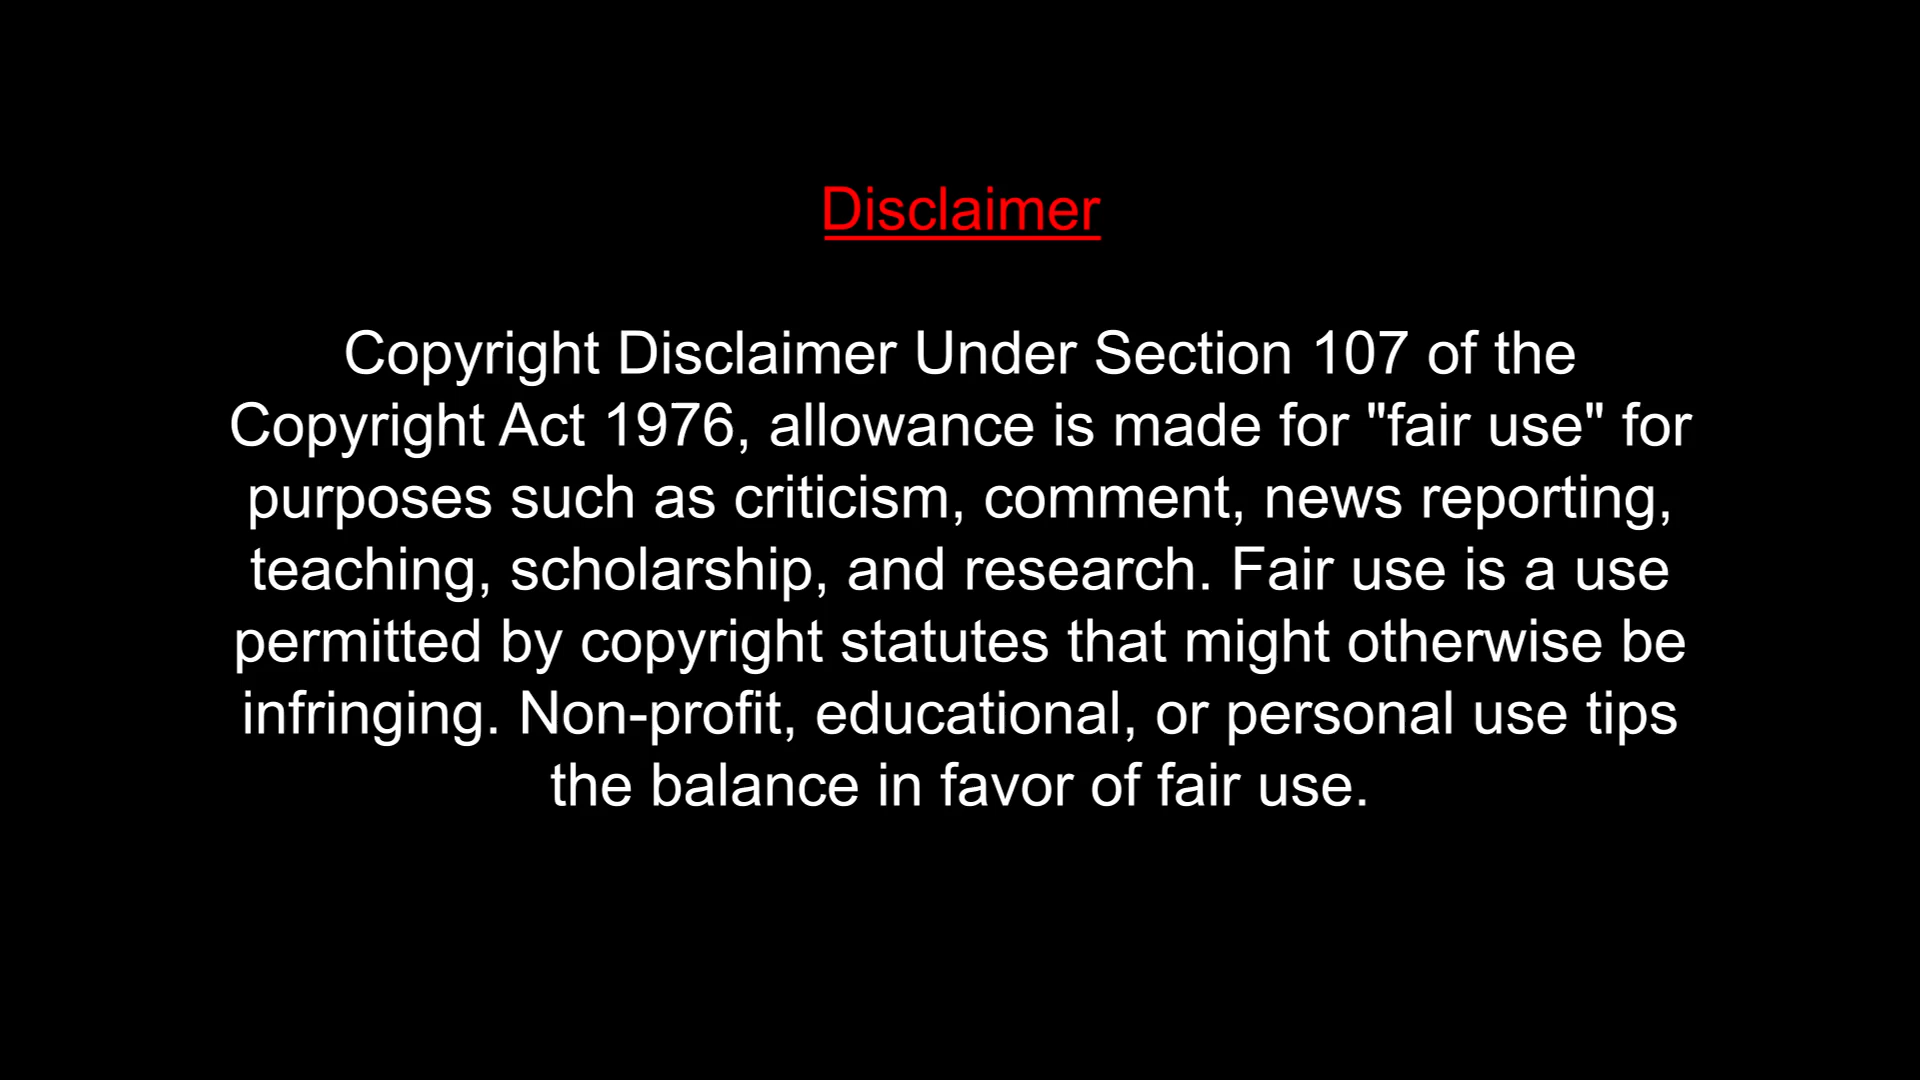 Disclaimer
Copyright Disclaimer Under Section 107 of the
Copyright Act 1976, allowance is made for "fair use" for
purposes such as criticism, comment, news reporting,
teaching, scholarship, and research. Fair use is a use
permitted by copyright statutes that might otherwise be
infringing. Non-profit, educational, or personal use tips
the balance in favor of fair use.